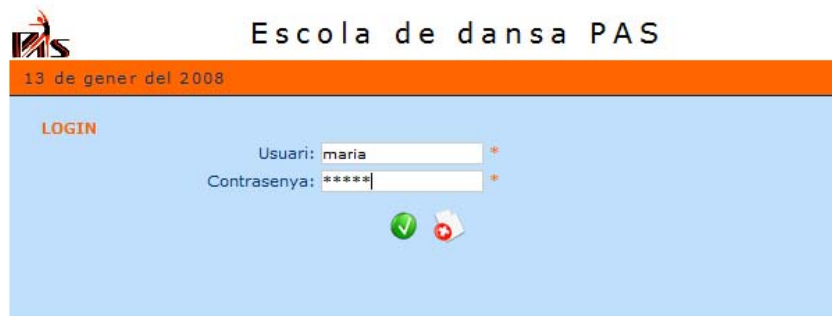 PAS
Escola de dansa PAS
13 de gener del 2008
LOGIN
Usuari: maria *
Contrasenya: ***** *